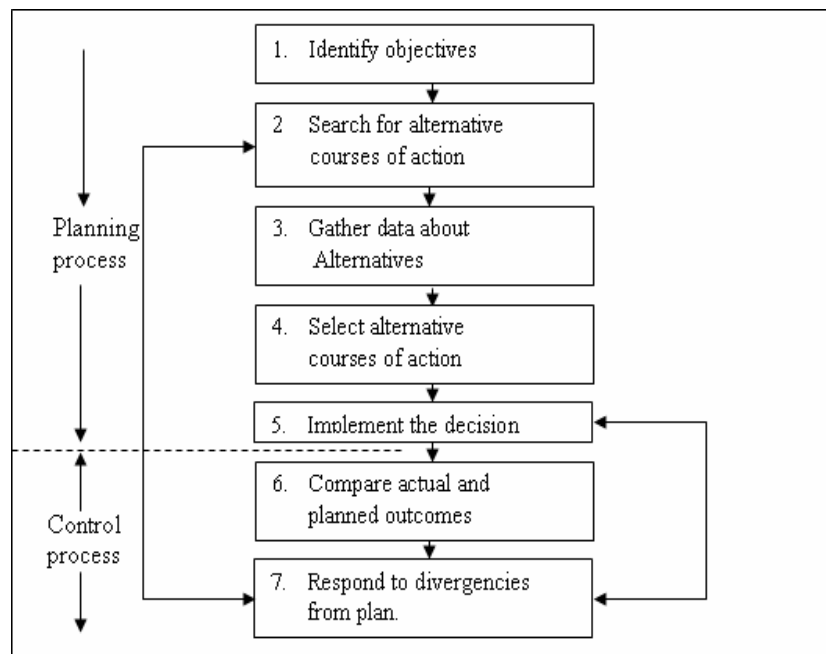 1. Identify objectives
2 Search for alternative
courses of action
3. Gather data about
Alternatives
4. Select alternative
courses of action
5. Implement the decision
6. Compare actual and
planned outcomes
7. Respond to divergencies
from plan.
Planning
process
Control
process